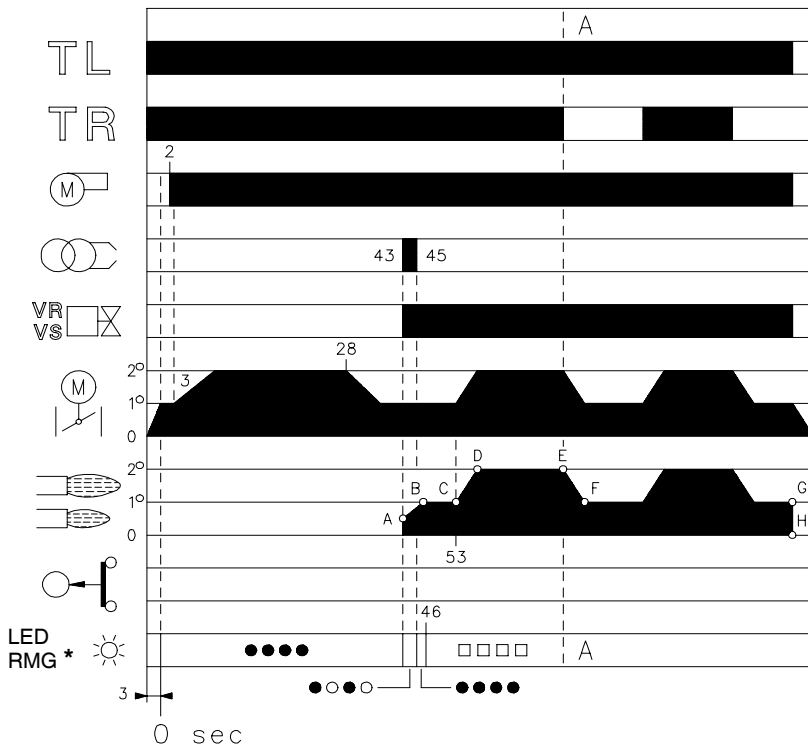 A
TL
TR
2
M
43 45
VR
VS
28
M
2°
3
1°
0
2° D E
B C F G
1°
A H
0
53
46
LED
RMG * A
3
0 sec